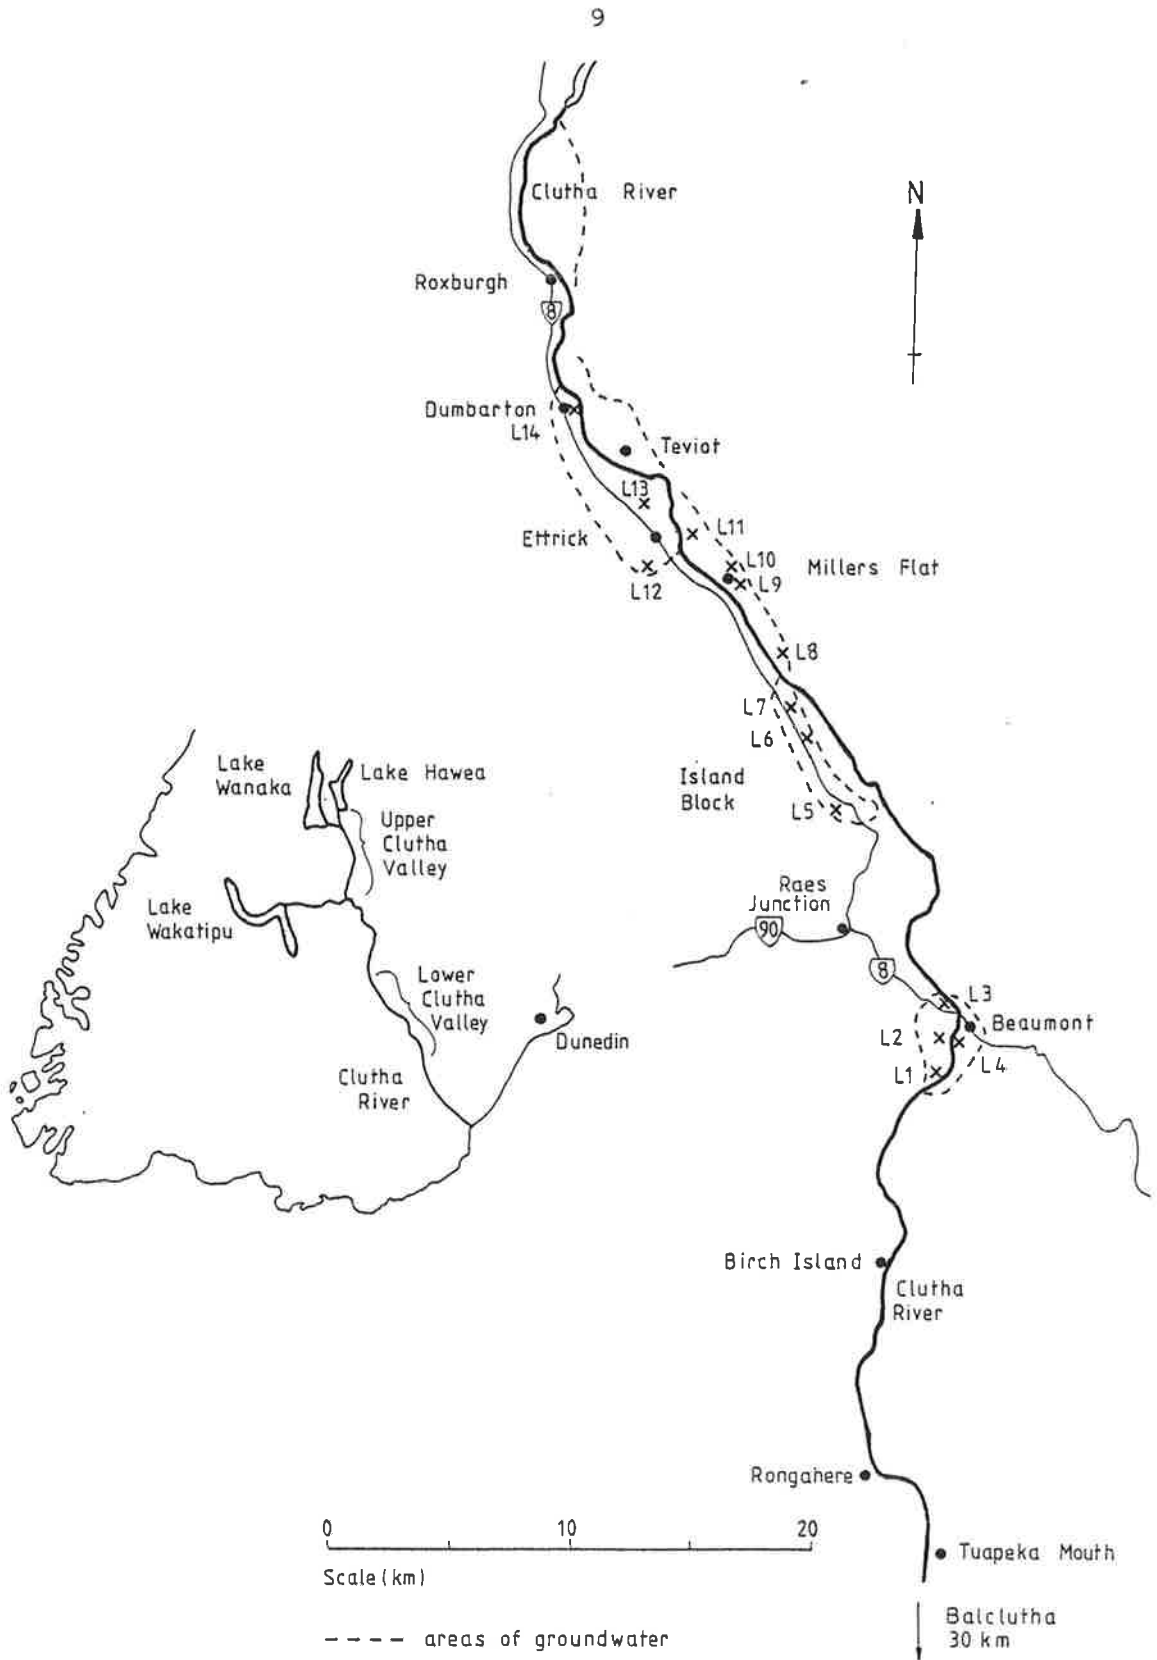 9
N
Clutha River
Roxburgh
8
Dumbarton
L14
Teviot
L13
L11
Ettrick
L10
Millers Flat
L9
L12
L8
L7
L6
Island
Block
L5
Raes
Junction
90
8
L3
Beaumont
L2
L4
L1
Lake
Wanaka
Lake Hawea
Upper
Clutha
Valley
Lake
Wakatipu
Lower
Clutha
Valley
Dunedin
Clutha
River
Birch Island
Clutha
River
Rongahere
0 10 20
Scale (km)
Tuapeka Mouth
Balclutha
30 km
---- areas of groundwater